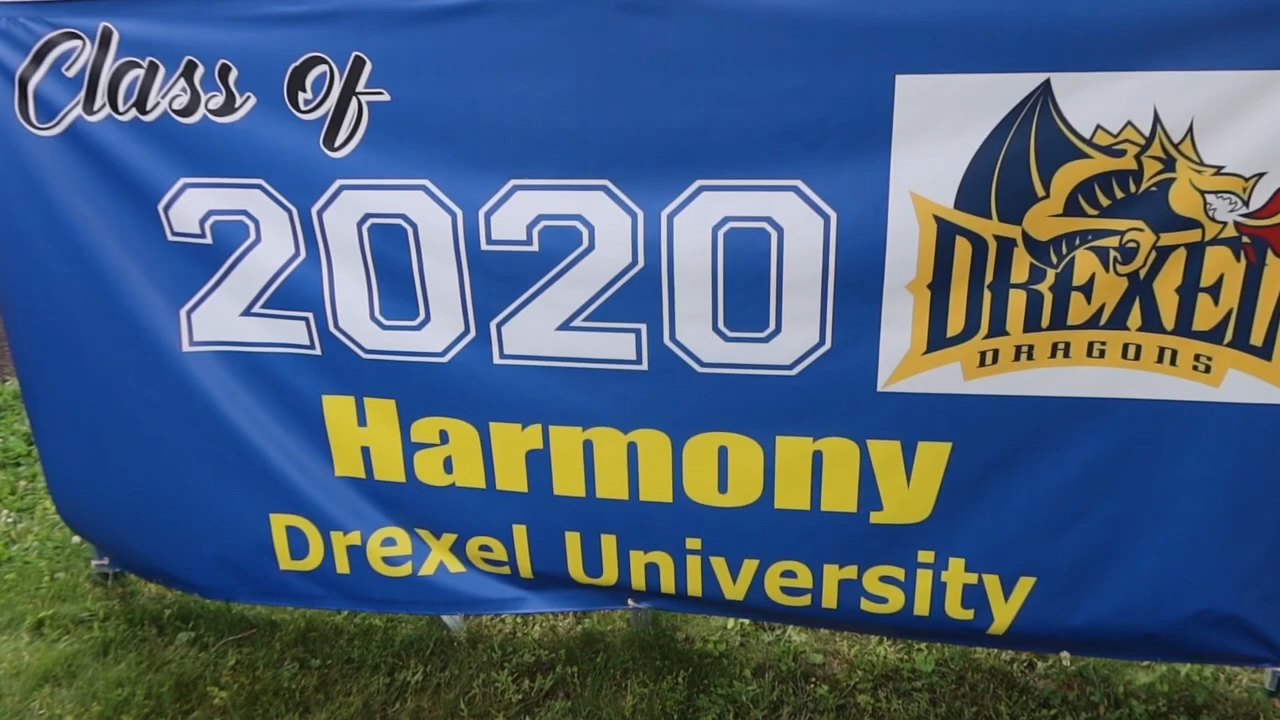 Class of
2020
DREXEL
DRAGONS
Harmony
Drexel University